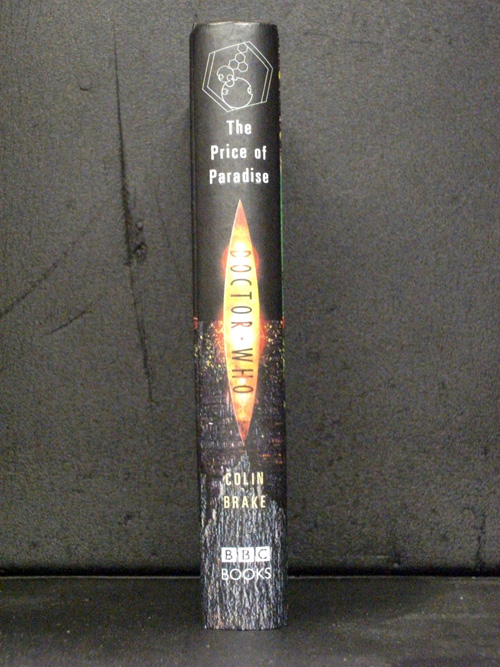 The
Price of
Paradise
DOCTOR · WHO
COLIN
BRAKE
BBC
BOOKS